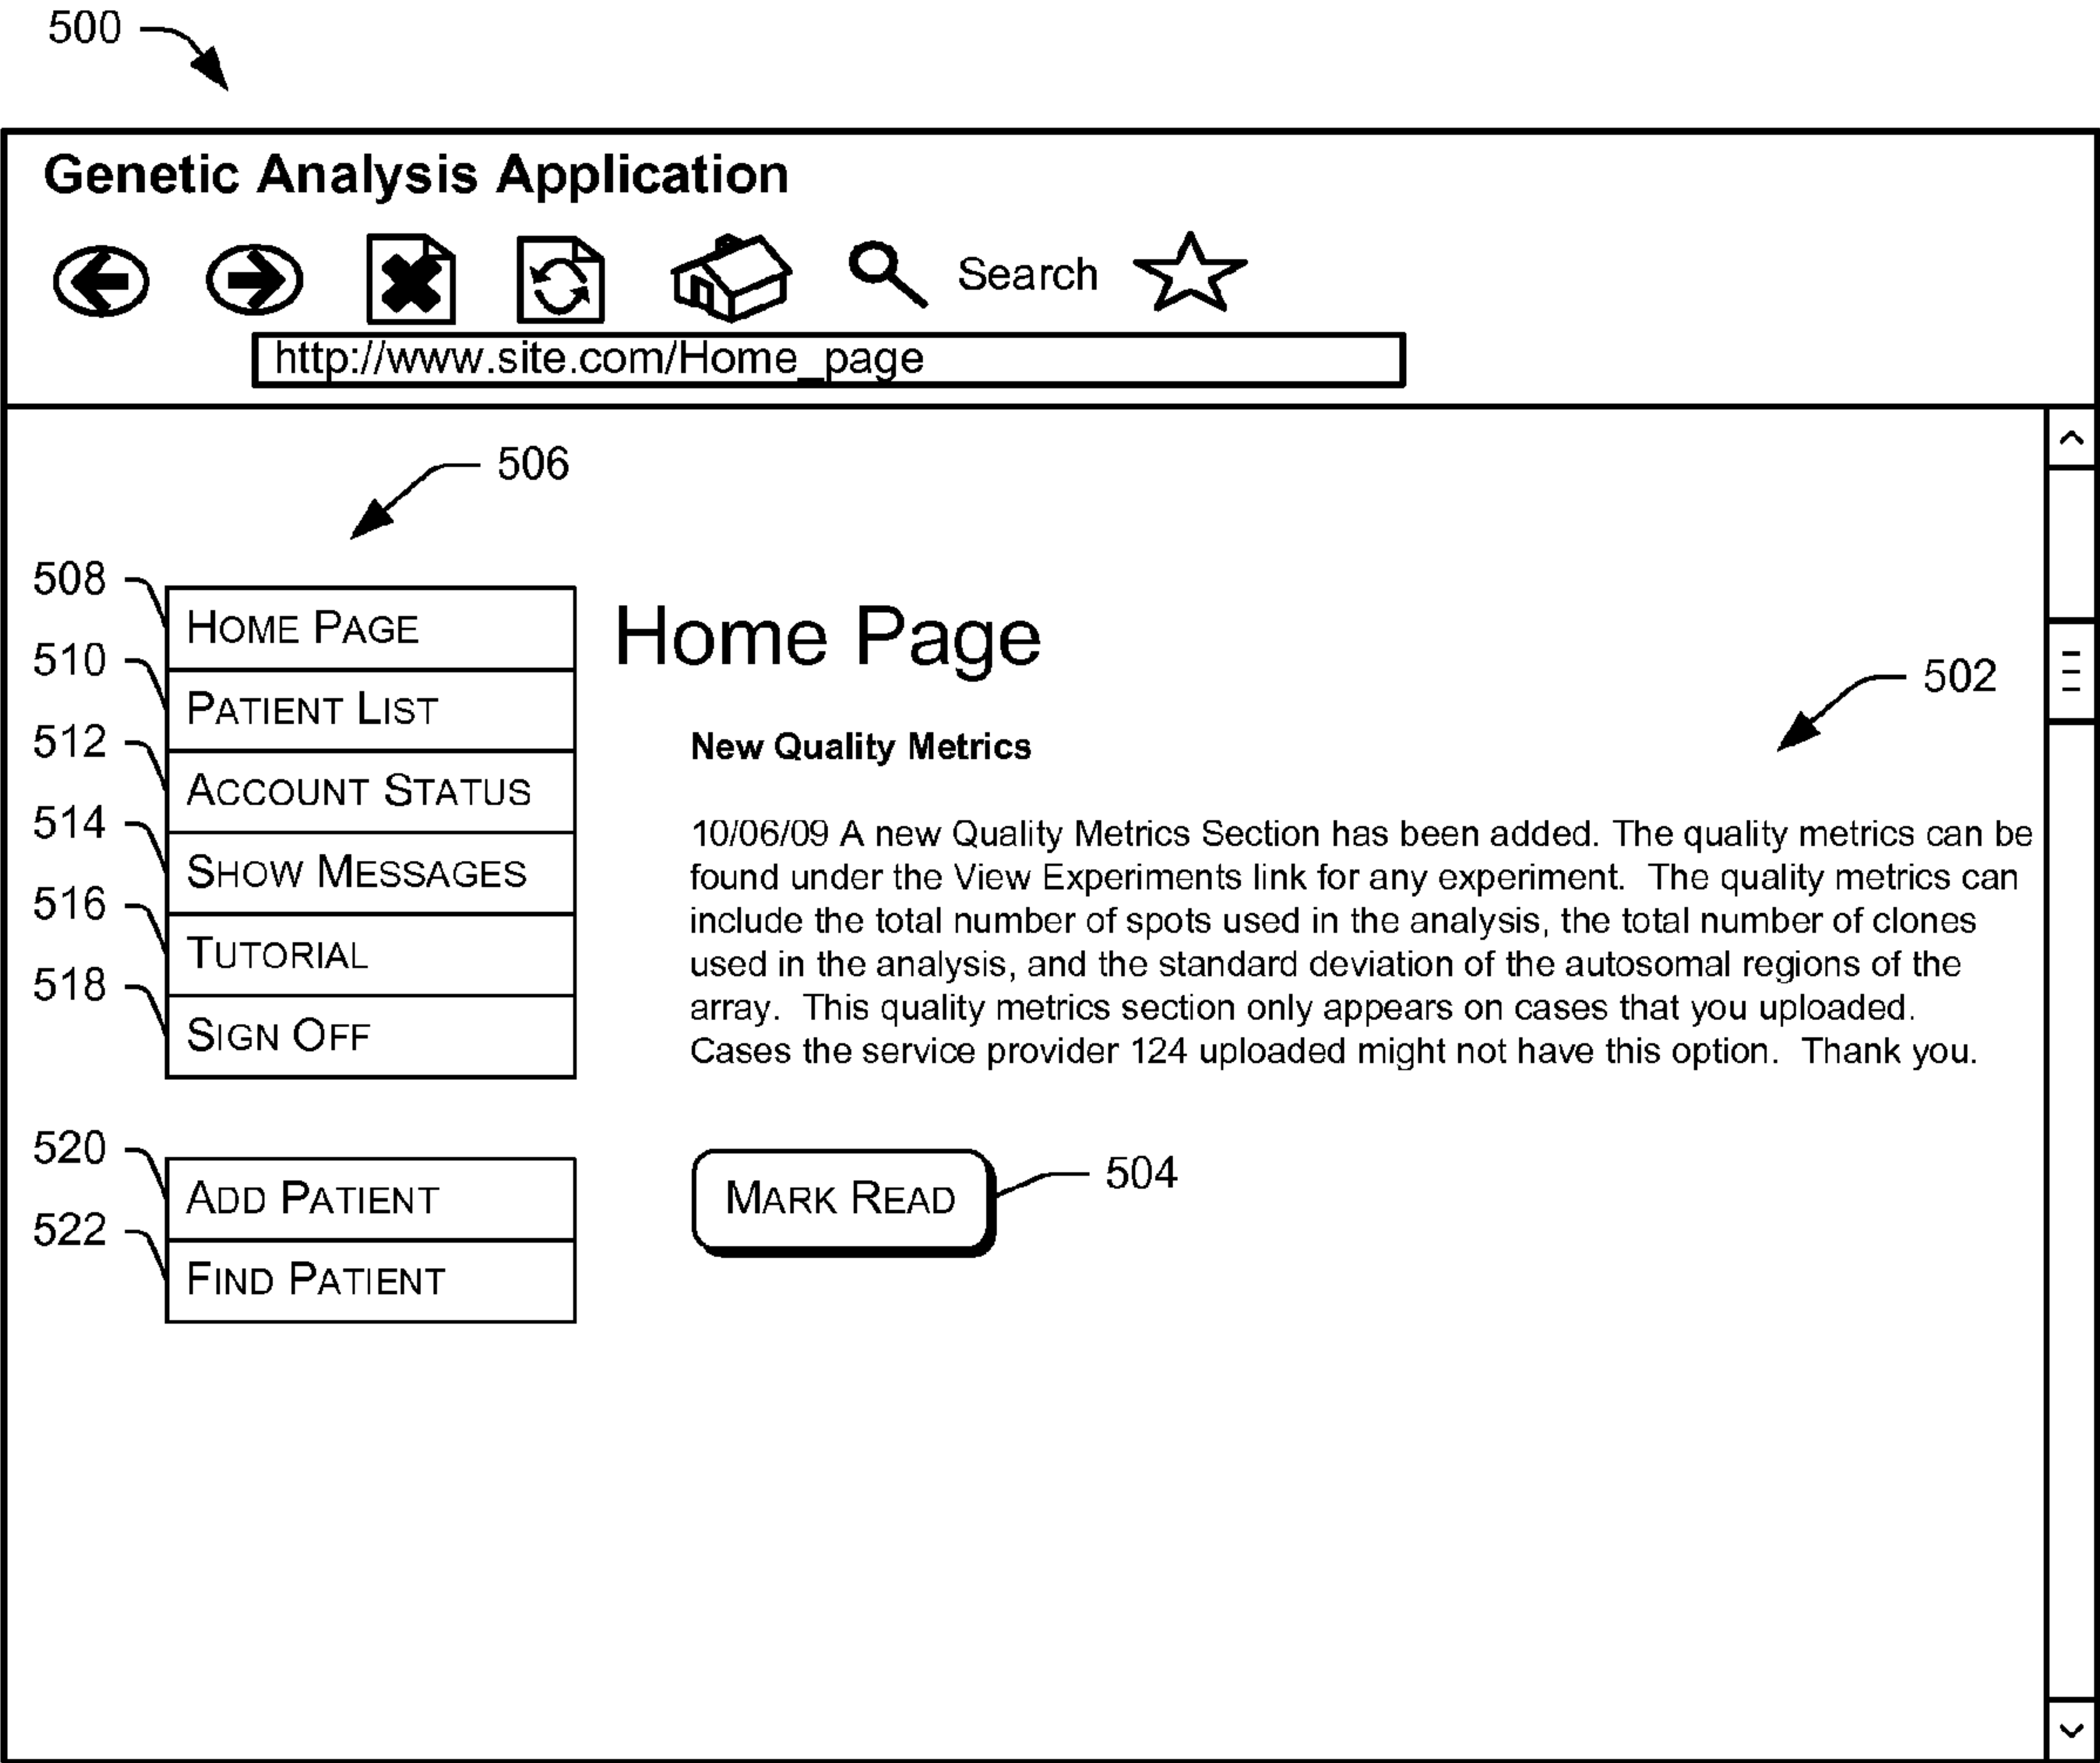 500
Genetic Analysis Application
Search
http://www.site.com/Home_page
506
508
HOME PAGE
Home Page
510
PATIENT LIST
502
512
New Quality Metrics
ACCOUNT STATUS
514
10/06/09 A new Quality Metrics Section has been added. The quality metrics can be
found under the View Experiments link for any experiment. The quality metrics can
include the total number of spots used in the analysis, the total number of clones
used in the analysis, and the standard deviation of the autosomal regions of the
array. This quality metrics section only appears on cases that you uploaded.
Cases the service provider 124 uploaded might not have this option. Thank you.
SHOW MESSAGES
516
TUTORIAL
518
SIGN OFF
520
ADD PATIENT
MARK READ
504
522
FIND PATIENT